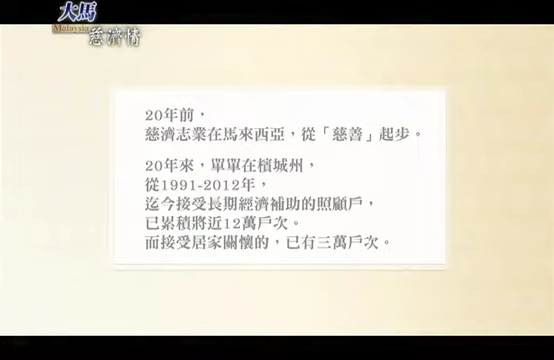 大馬
Malaysia
慈濟情
20年前，
慈濟志業在馬來西亞，從「慈善」起步。
20年來，單單在檳城州，
從1991-2012年，
迄今接受長期經濟補助的照顧戶，
已累積將近12萬戶次。
而接受居家關懷的，已有三萬戶次。